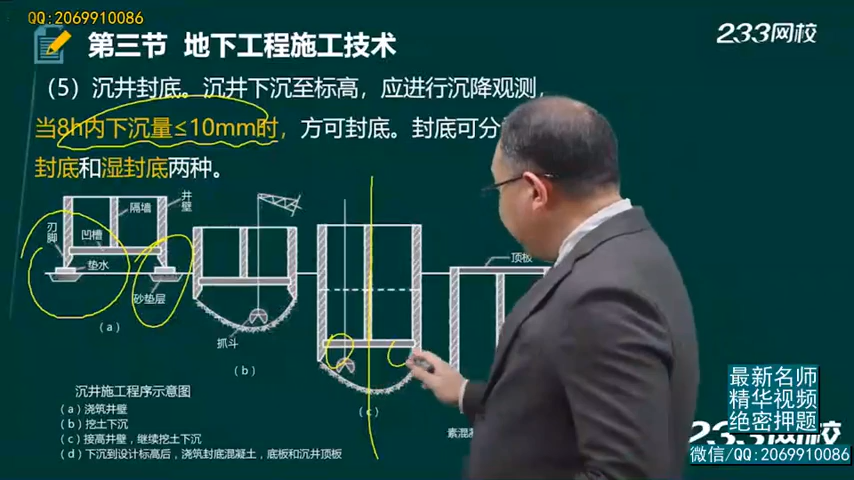 QQ:2069910086
233网校
第三节 地下工程施工技术
（5）沉井封底。沉井下沉至标高，应进行沉降观测，
当8h内下沉量≤10mm时，方可封底。封底可分
封底和湿封底两种。
井壁
隔墙
刃脚
凹槽
垫木
砂垫层
(a)
抓斗
(b)
(c)
顶板
素混
沉井施工程序示意图
(a) 浇筑井壁
(b) 挖土下沉
(c) 接高井壁，继续挖土下沉
(d) 下沉到设计标高后，浇筑封底混凝土，底板和沉井顶板
最新名师
精华视频
绝密押题
233网校
微信/QQ:2069910086